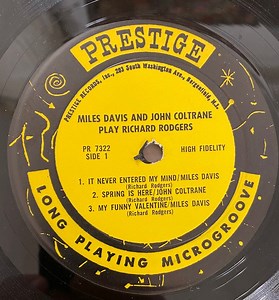 PRESTIGE
PRESTIGE RECORDS, Inc., 203 South Washington Ave., Bergenfield, N.J.
MILES DAVIS AND JOHN COLTRANE
PLAY RICHARD RODGERS
PR 7322
SIDE 1
HIGH FIDELITY
1. IT NEVER ENTERED MY MIND/MILES DAVIS
(Richard Rodgers)
2. SPRING IS HERE/JOHN COLTRANE
(Richard Rodgers)
3. MY FUNNY VALENTINE/MILES DAVIS
(Richard Rodgers)
LONG PLAYING MICROGROOVE